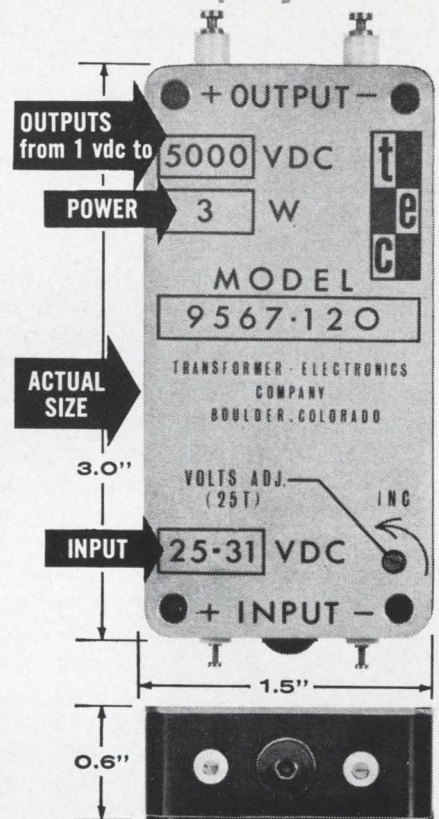 + OUTPUT -
OUTPUTS
from 1 vdc to
5000 VDC
POWER
3 W
tec
MODEL
9567·120
TRANSFORMER - ELECTRONICS
COMPANY
BOULDER, COLORADO
ACTUAL
SIZE
3.0"
VOLTS ADJ.
(25T)
INC
INPUT
25-31 VDC
+ INPUT -
1.5"
0.6"